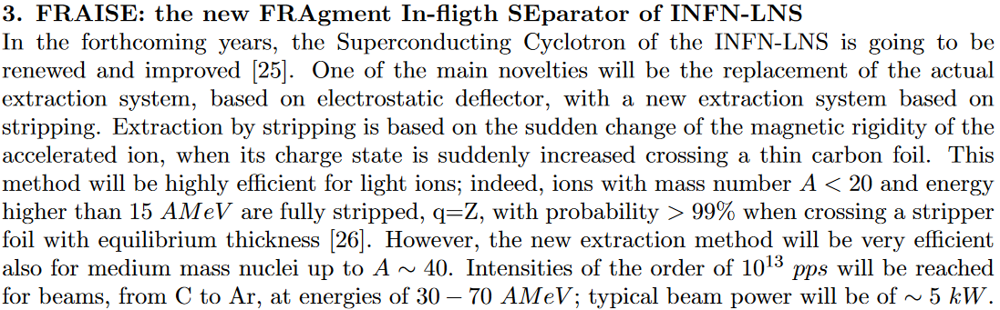 3. FRAISE: the new FRAgment In-fligth SEparator of INFN-LNS
In the forthcoming years, the Superconducting Cyclotron of the INFN-LNS is going to be
renewed and improved [25]. One of the main novelties will be the replacement of the actual
extraction system, based on electrostatic deflector, with a new extraction system based on
stripping. Extraction by stripping is based on the sudden change of the magnetic rigidity of the
accelerated ion, when its charge state is suddenly increased crossing a thin carbon foil. This
method will be highly efficient for light ions; indeed, ions with mass number A < 20 and energy
higher than 15 AMeV are fully stripped, q=Z, with probability > 99% when crossing a stripper
foil with equilibrium thickness [26]. However, the new extraction method will be very efficient
also for medium mass nuclei up to A ∼ 40. Intensities of the order of 10¹³ pps will be reached
for beams, from C to Ar, at energies of 30 − 70 AMeV; typical beam power will be of ∼ 5 kW.